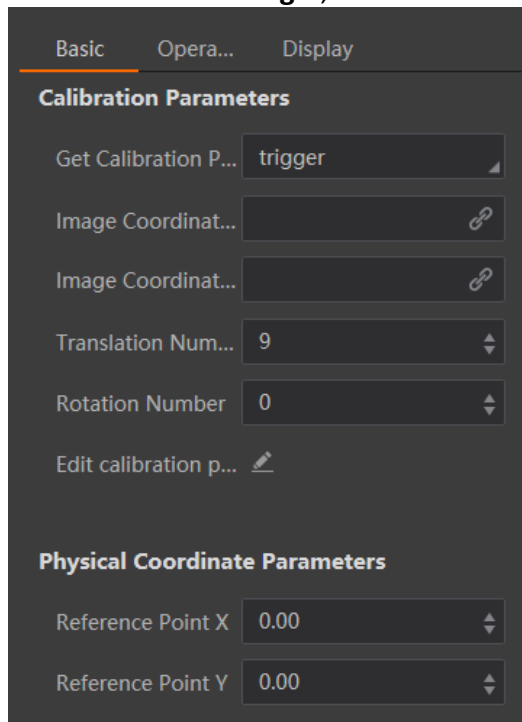 Basic Opera... Display
Calibration Parameters
Get Calibration P... trigger
Image Coordinat...
Image Coordinat...
Translation Num... 9
Rotation Number 0
Edit calibration p...
Physical Coordinate Parameters
Reference Point X 0.00
Reference Point Y 0.00